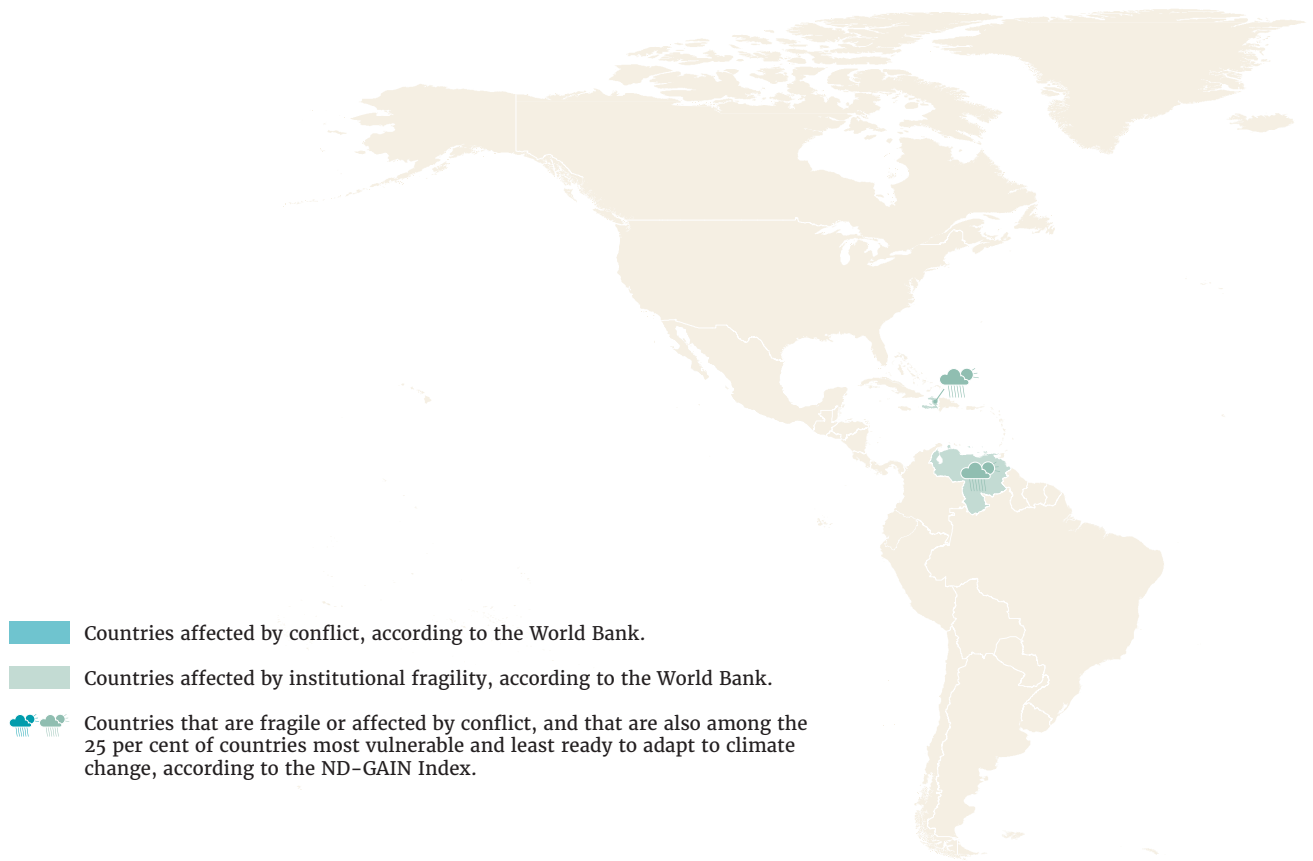 Countries affected by conflict, according to the World Bank.
Countries affected by institutional fragility, according to the World Bank.
Countries that are fragile or affected by conflict, and that are also among the
25 per cent of countries most vulnerable and least ready to adapt to climate
change, according to the ND-GAIN Index.